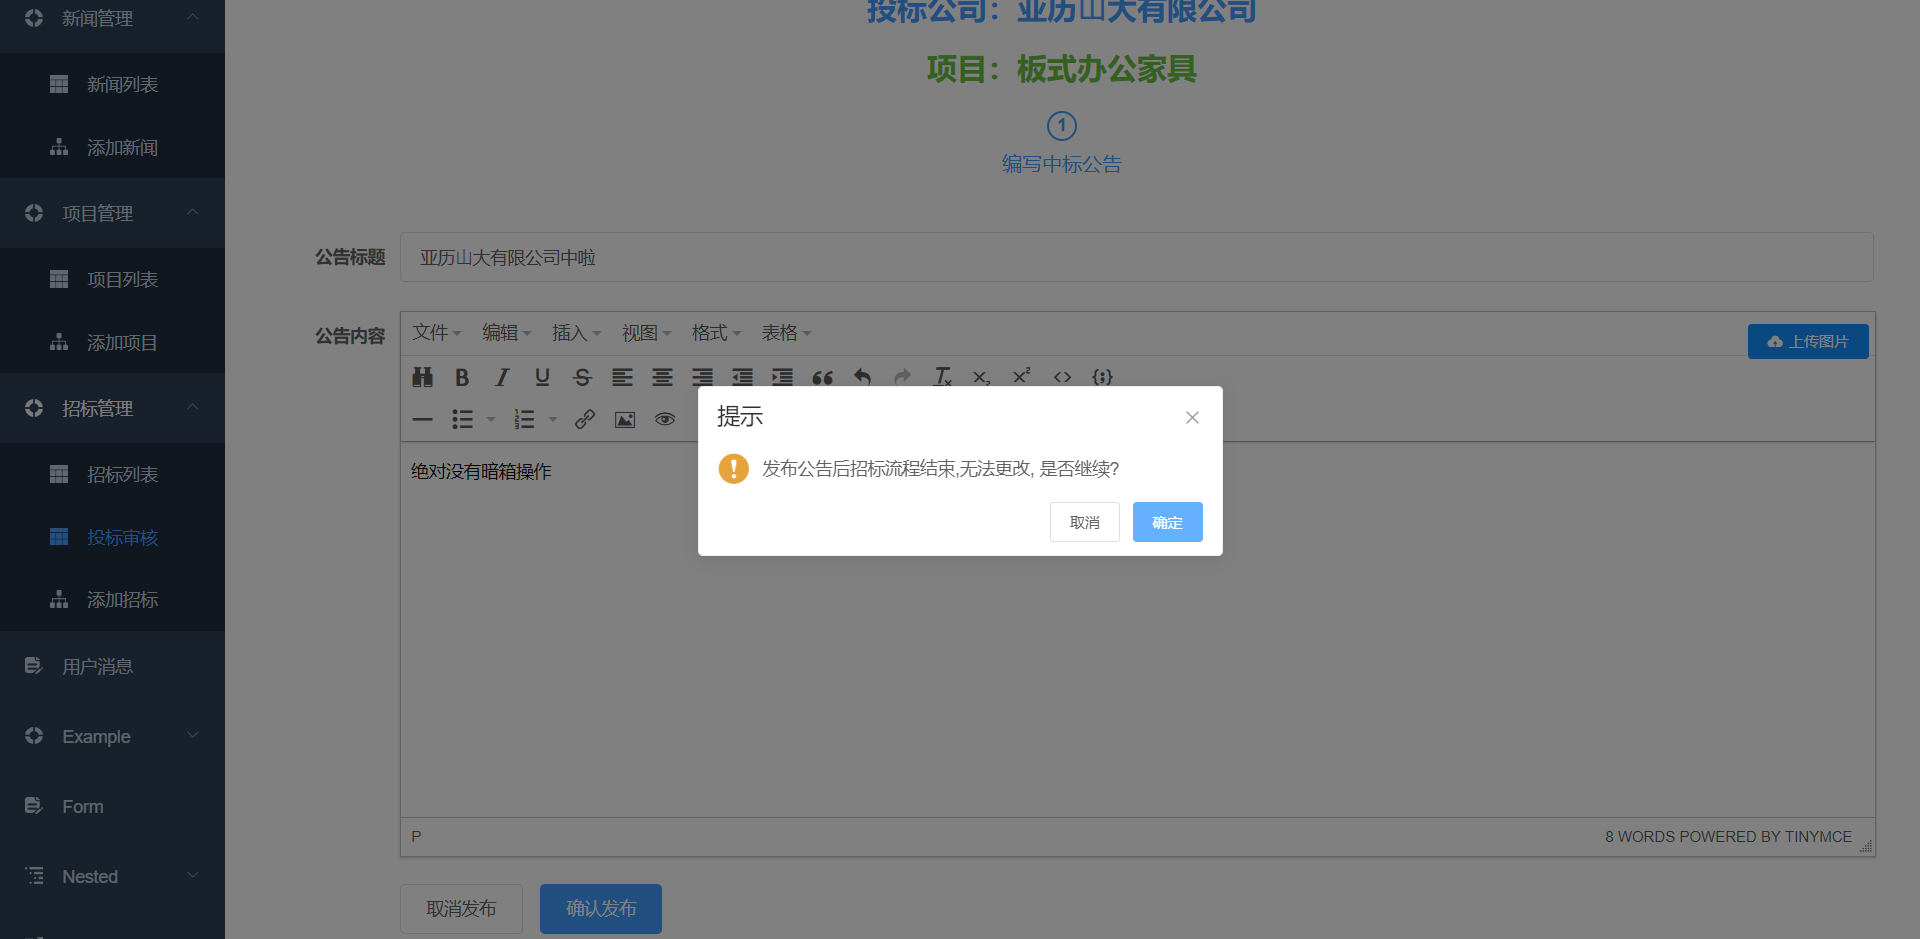 新闻管理
新闻列表
添加新闻
项目管理
项目列表
添加项目
招标管理
招标列表
投标审核
添加招标
用户消息
Example
Form
Nested
投标公司：亚历山大有限公司
项目：板式办公家具
1
编写中标公告
公告标题 亚历山大有限公司中啦
公告内容 文件 编辑 插入 视图 格式 表格
上传图片
绝对没有暗箱操作
P 8 WORDS POWERED BY TINYMCE
取消发布 确认发布
提示
发布公告后招标流程结束,无法更改, 是否继续?
取消 确定